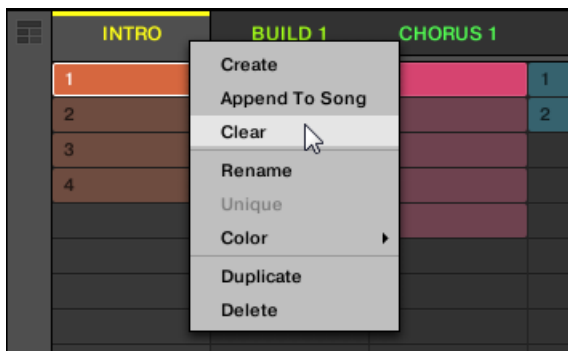 INTRO BUILD 1 CHORUS 1
1 1
2 2
3
4
Create
Append To Song
Clear
Rename
Unique
Color
Duplicate
Delete